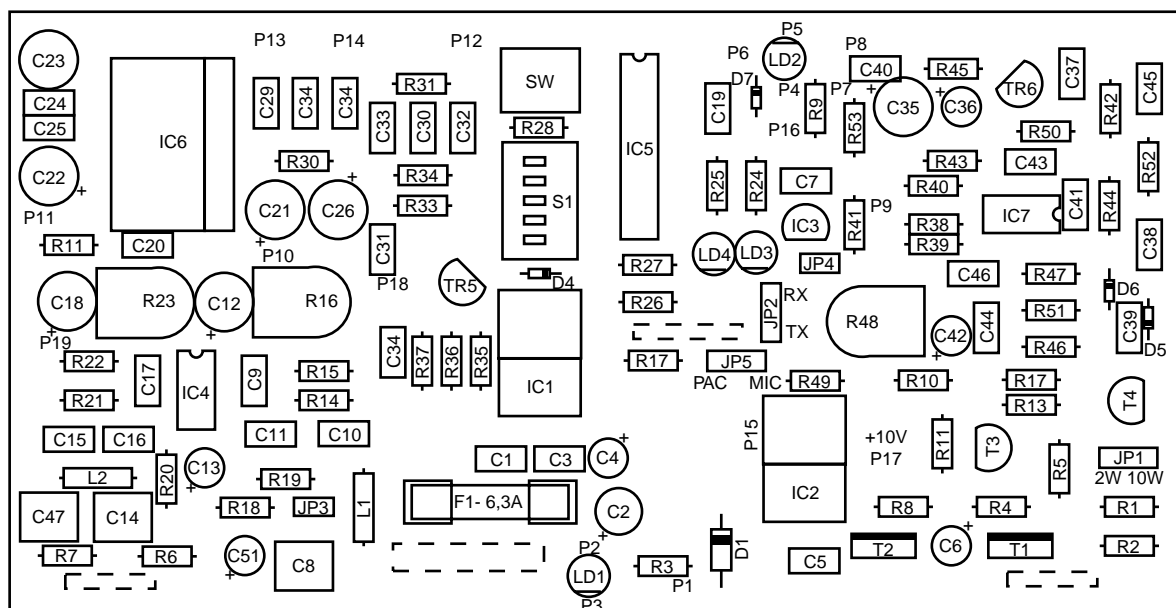 P5
P13 P14 P12 P6 LD2 P8
C23 D7 C40 R45 C37
C24 C29 C34 C34 R31 SW C19 P4 P7 TR6 C45
C25 IC6 C33 C30 C32 R28 R9 R53 C35 C36 R42
P16 R50
IC5
C22 R30 R34 R25 R24 C7 R43 C43 R52
P11 C21 C26 R33 S1 R41 P9 R40 C41 R44
IC3 R38 IC7
R11 C20 C31 R39 C38
P10 LD4 LD3
R27 JP4 C46 R47
C18 R23 C12 R16 P18 TR5 D4 R26 JP2 RX R48 C42 C44 R51 D6 C39
P19 TX D5
R22 C17 IC4 C9 R15 C34 R37 R36 R35 R17 JP5 R46
R21 R14 IC1 PAC MIC R49 R10 R17
R13 T4
C15 C16 C11 C10 P15 +10V R11 T3
P17
L2 R20 C13 R19 C1 C3 C4 R5 JP1
2W 10W
C47 C14 R18 JP3 L1 F1- 6,3A C2 IC2 R8 R4 R1
R7 R6 C51 C8 P2 D1 C5 T2 C6 T1 R2
LD1 R3
P3 P1